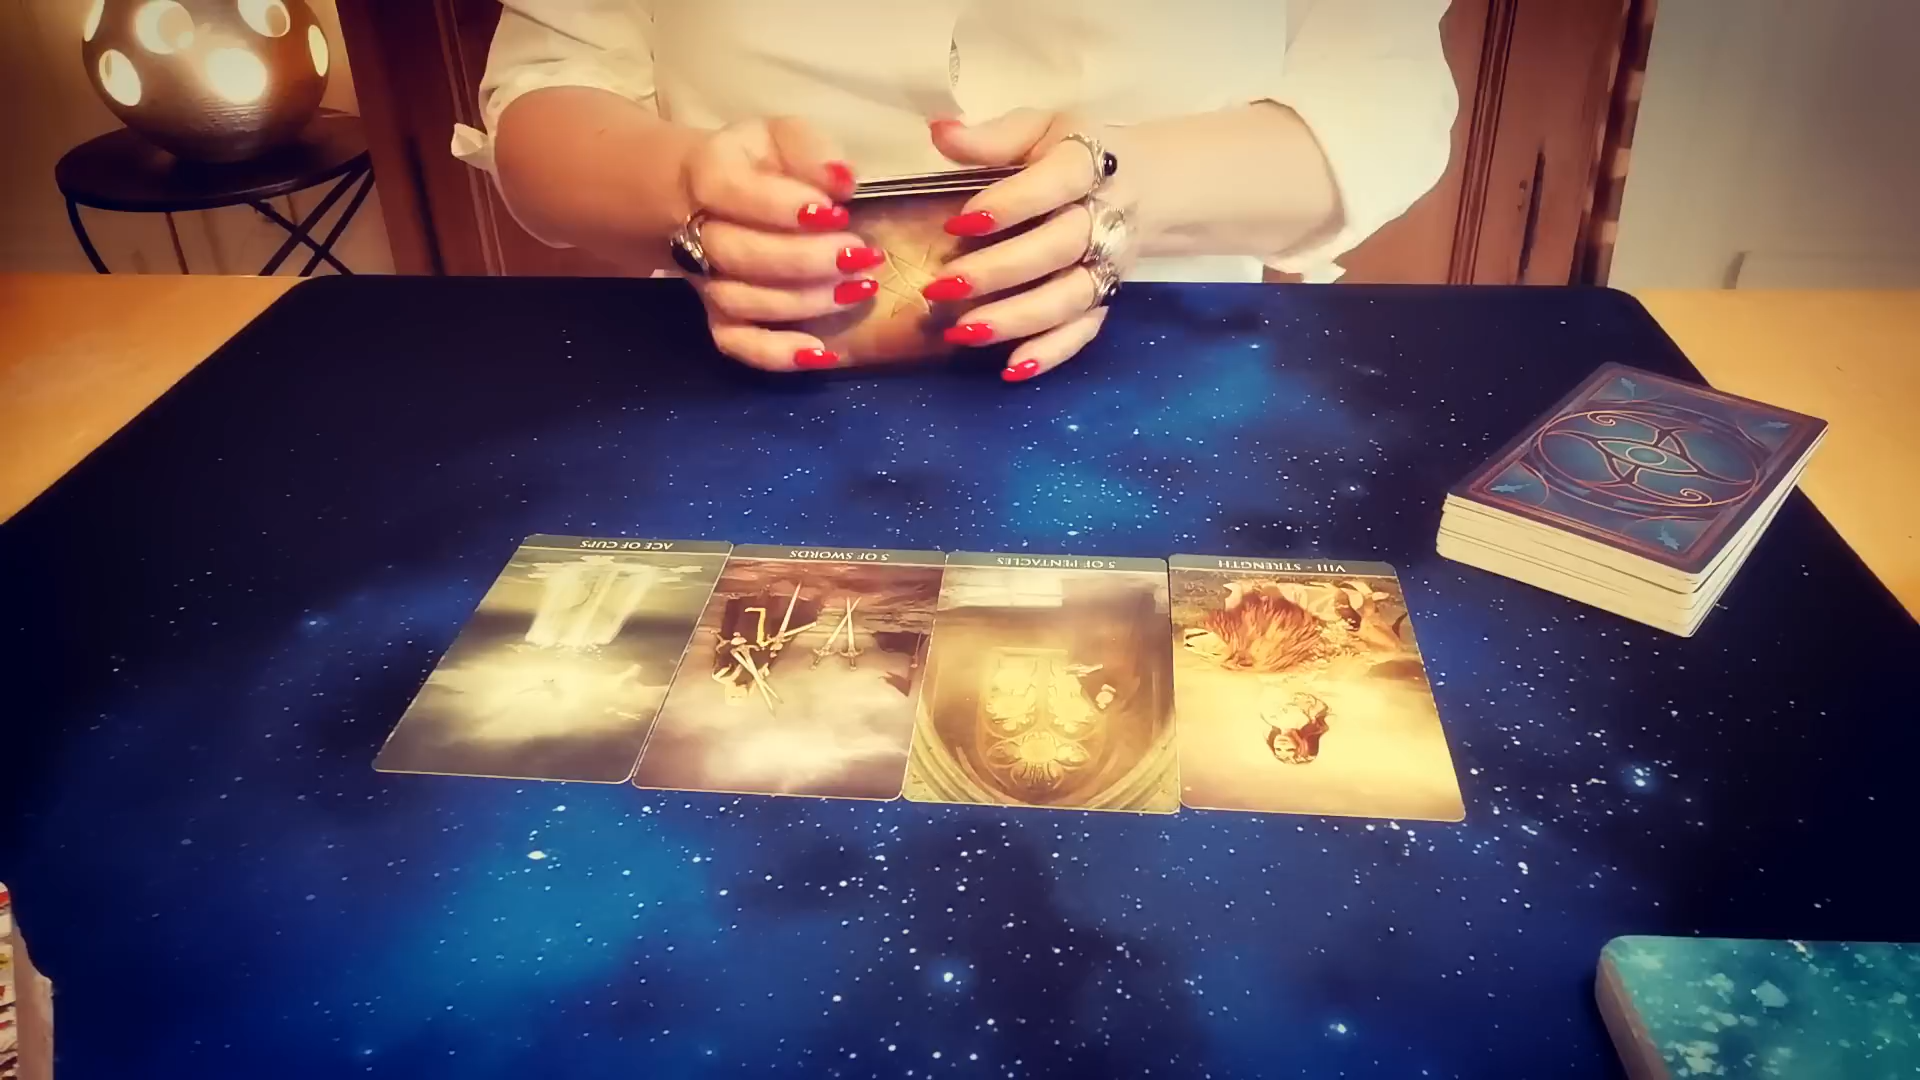 ACE OF CUPS
5 OF SWORDS
5 OF PENTACLES
VIII - STRENGTH